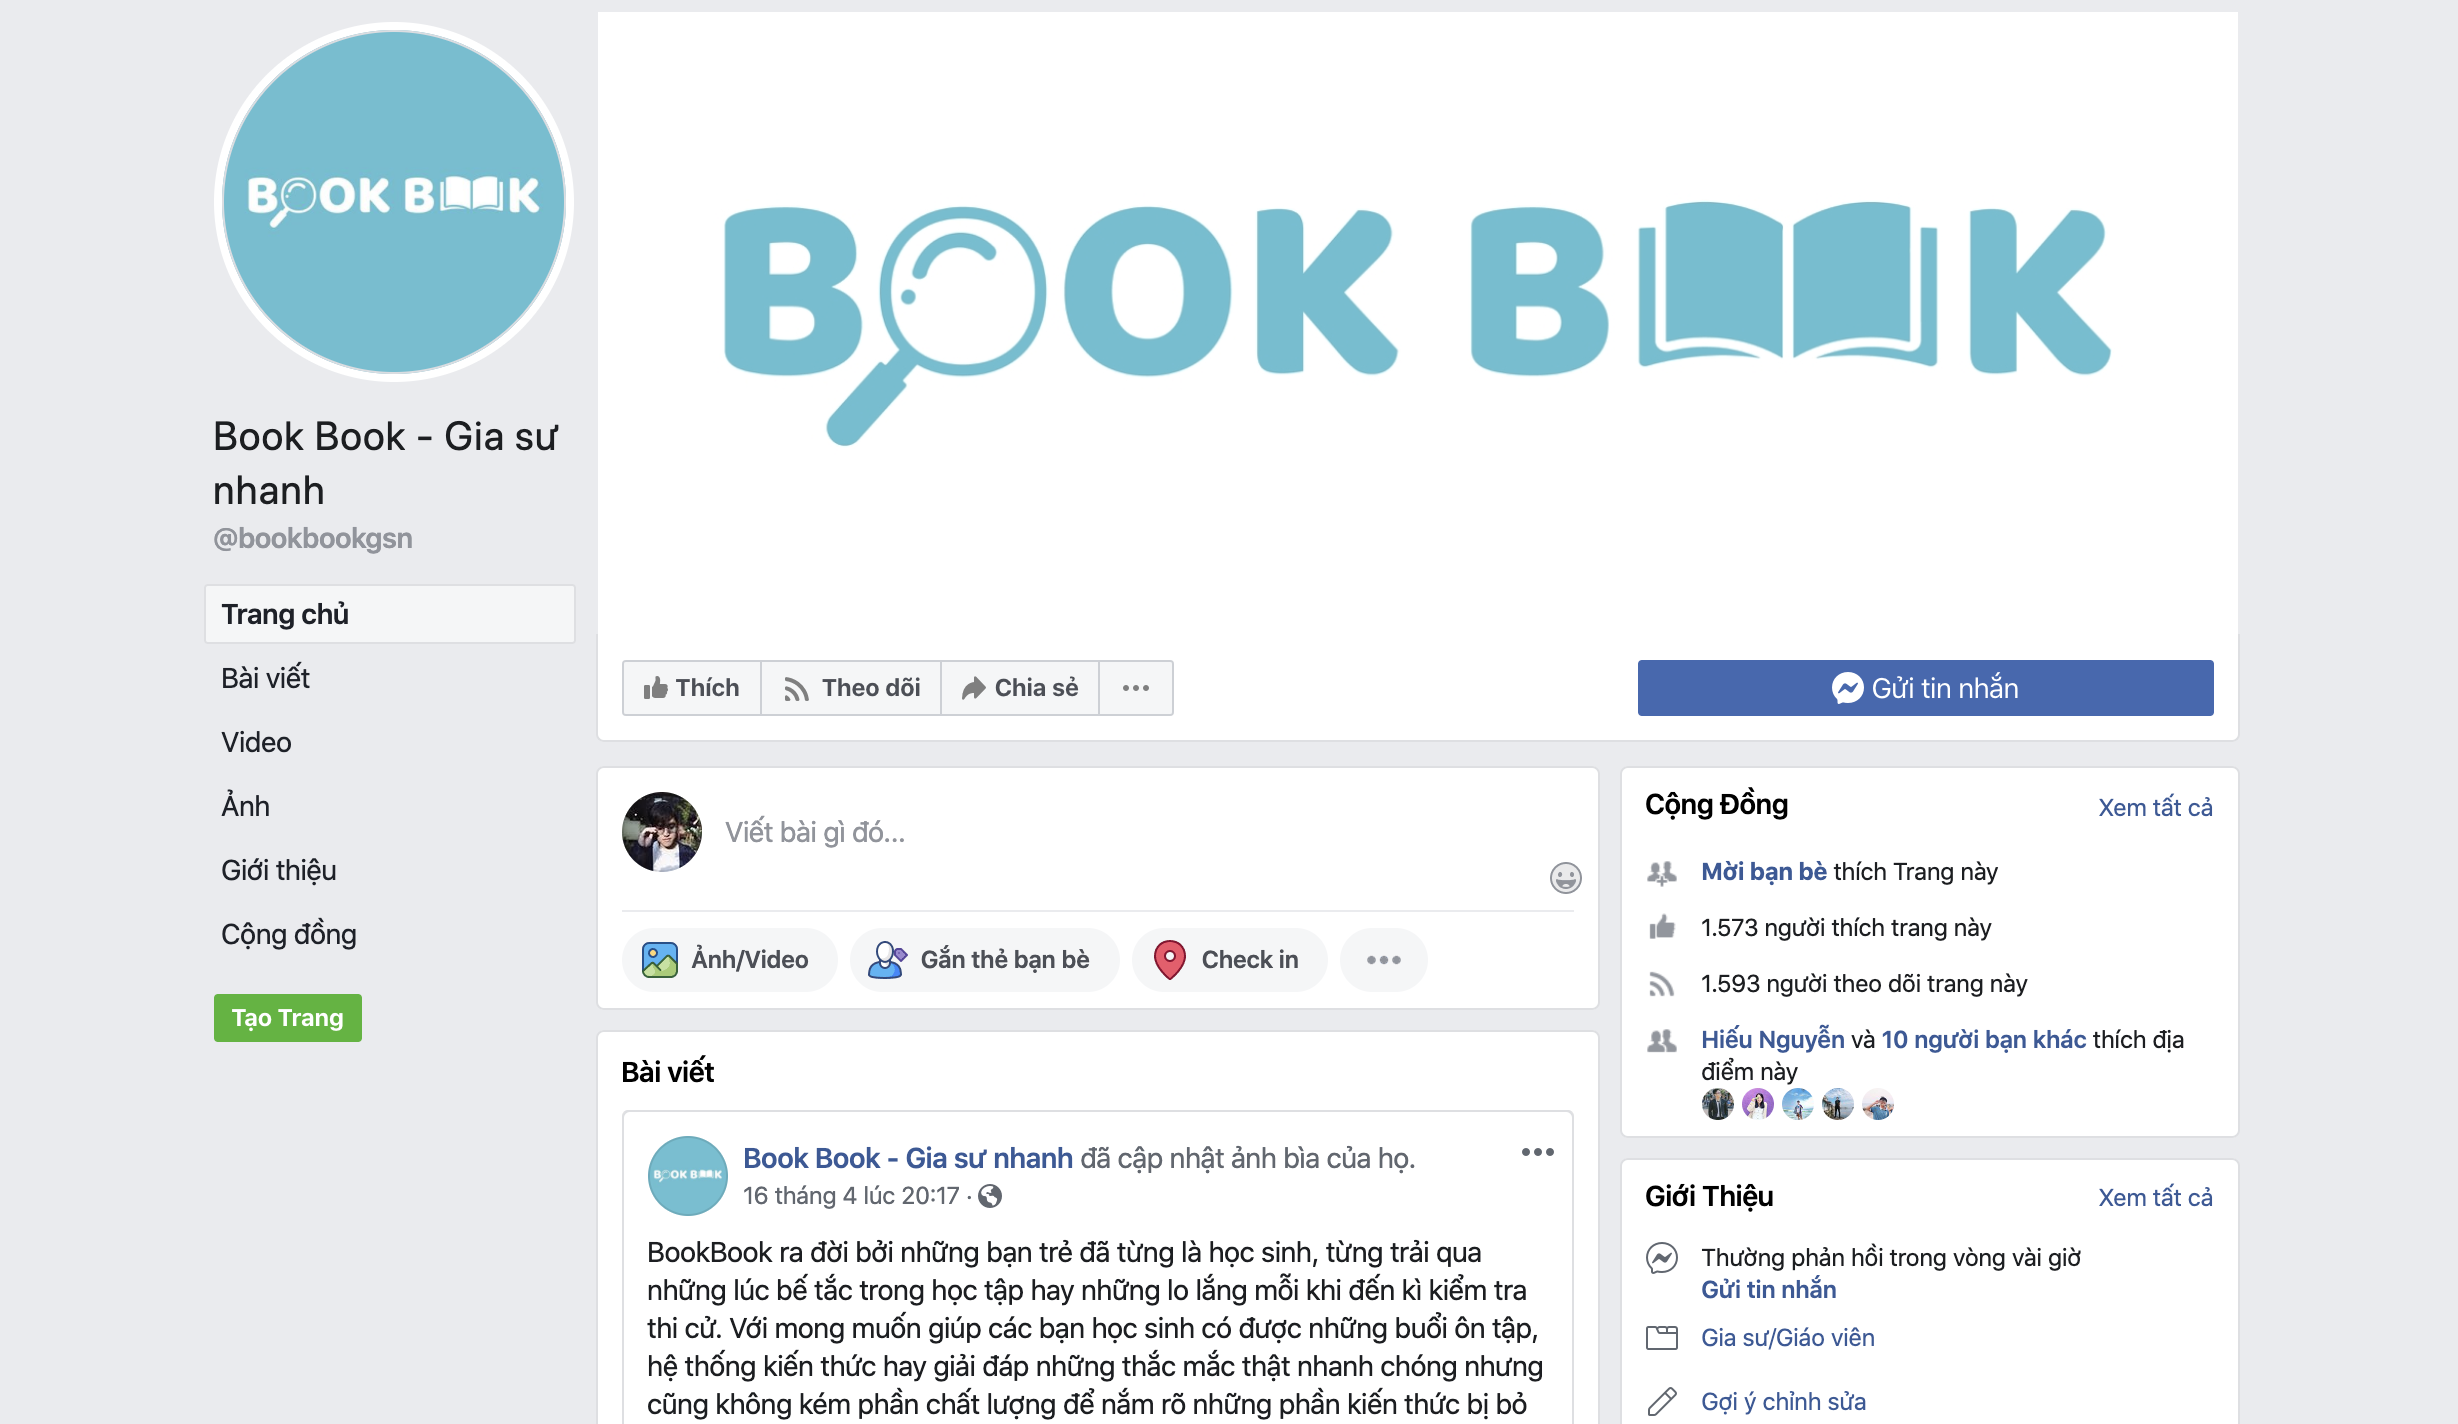 BOOK BOOK
Book Book - Gia sư
nhanh
@bookbookgsn
Trang chủ
Bài viết
Video
Ảnh
Giới thiệu
Cộng đồng
Tạo Trang
BOOK BOOK
Thích
Theo dõi
Chia sẻ
Gửi tin nhắn
Viết bài gì đó...
Ảnh/Video
Gắn thẻ bạn bè
Check in
Bài viết
BOOK BOOK
Book Book - Gia sư nhanh đã cập nhật ảnh bìa của họ.
16 tháng 4 lúc 20:17 ·
BookBook ra đời bởi những bạn trẻ đã từng là học sinh, từng trải qua
những lúc bế tắc trong học tập hay những lo lắng mỗi khi đến kì kiểm tra
thi cử. Với mong muốn giúp các bạn học sinh có được những buổi ôn tập,
hệ thống kiến thức hay giải đáp những thắc mắc thật nhanh chóng nhưng
cũng không kém phần chất lượng để nắm rõ những phần kiến thức bị bỏ
Cộng Đồng
Xem tất cả
Mời bạn bè thích Trang này
1.573 người thích trang này
1.593 người theo dõi trang này
Hiếu Nguyễn và 10 người bạn khác thích địa
điểm này
Giới Thiệu
Xem tất cả
Thường phản hồi trong vòng vài giờ
Gửi tin nhắn
Gia sư/Giáo viên
Gợi ý chỉnh sửa